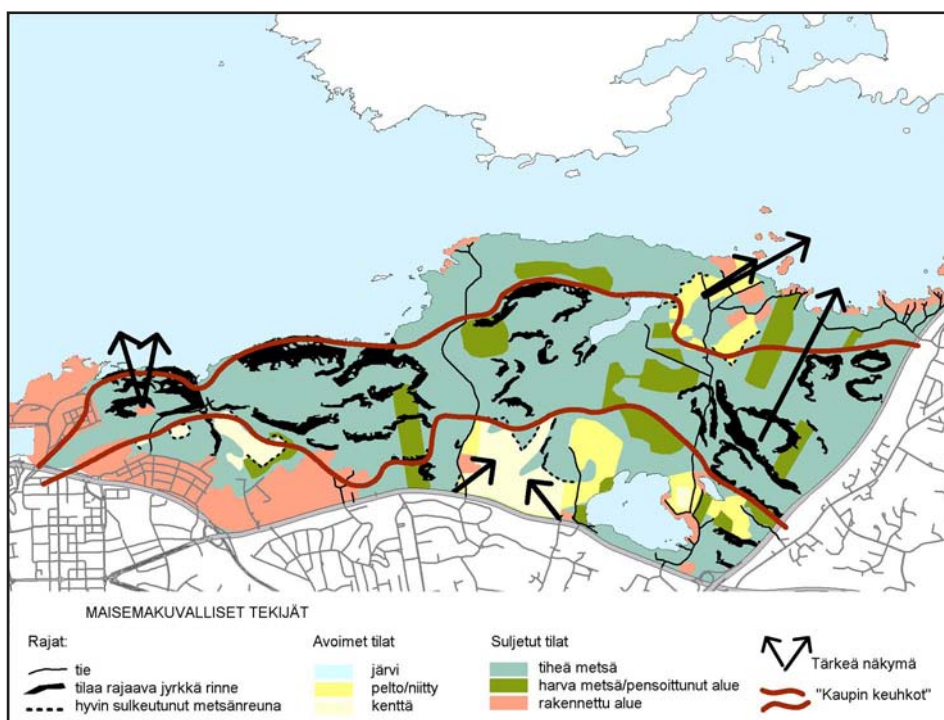 MAISEMAKUVALLISET TEKIJÄT
Rajat:
tie
tilaa rajaava jyrkkä rinne
hyvin sulkeutunut metsänreuna
Avoimet tilat
järvi
pelto/niitty
kenttä
Suljetut tilat
tiheä metsä
harva metsä/pensoittunut alue
rakennettu alue
Tärkeä näkymä
"Kaupin keuhkot"